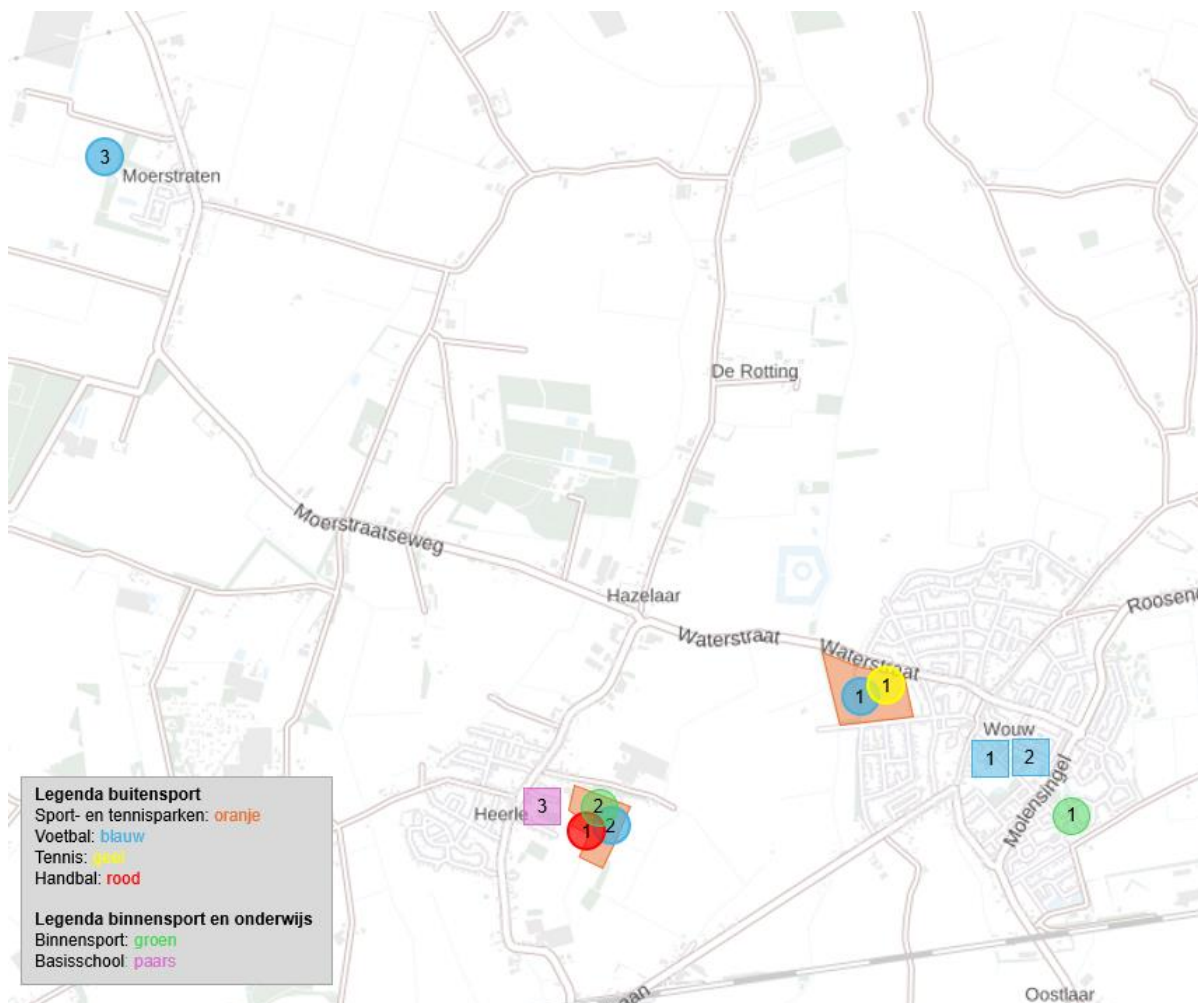 3
Moerstraten
De Rotting
Moerstraatseweg
Hazelaar
Waterstraat
Waterstraat
1
1
Wouw
1
2
Molensingel
1
3
Heerle
2
1
2
Oostlaar
Legenda buitensport
Sport- en tennisparken: oranje
Voetbal: blauw
Tennis: geel
Handbal: rood
Legenda binnensport en onderwijs
Binnensport: groen
Basisschool: paars